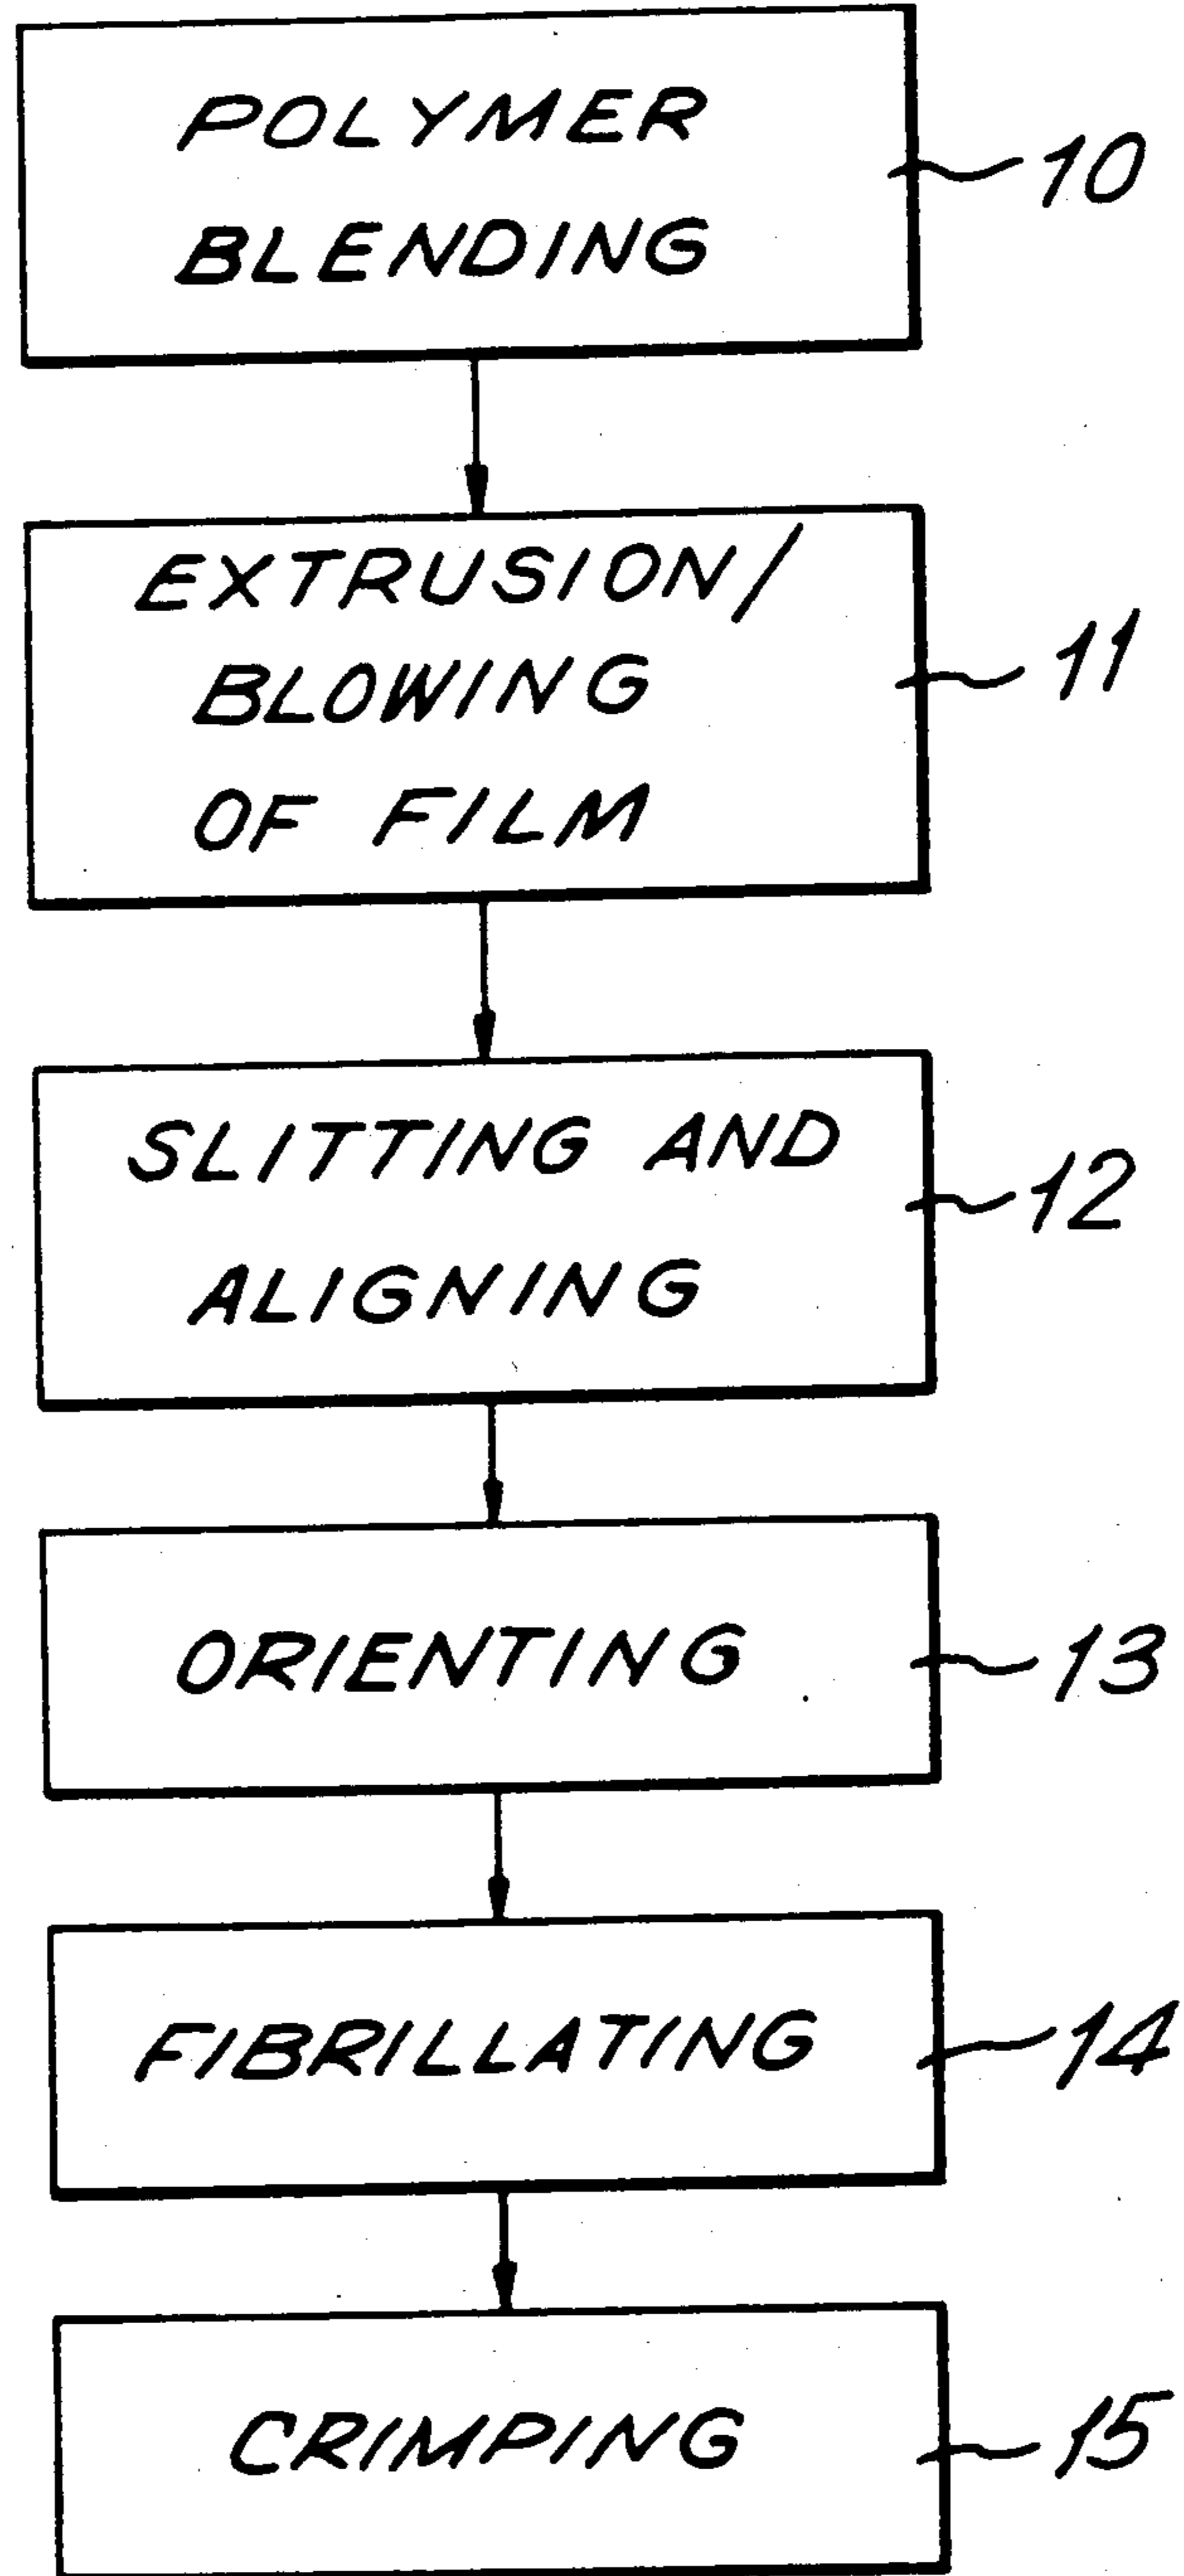 POLYMER
BLENDING
10
EXTRUSION/
BLOWING
OF FILM
11
SLITTING AND
ALIGNING
12
ORIENTING
13
FIBRILLATING
14
CRIMPING
15